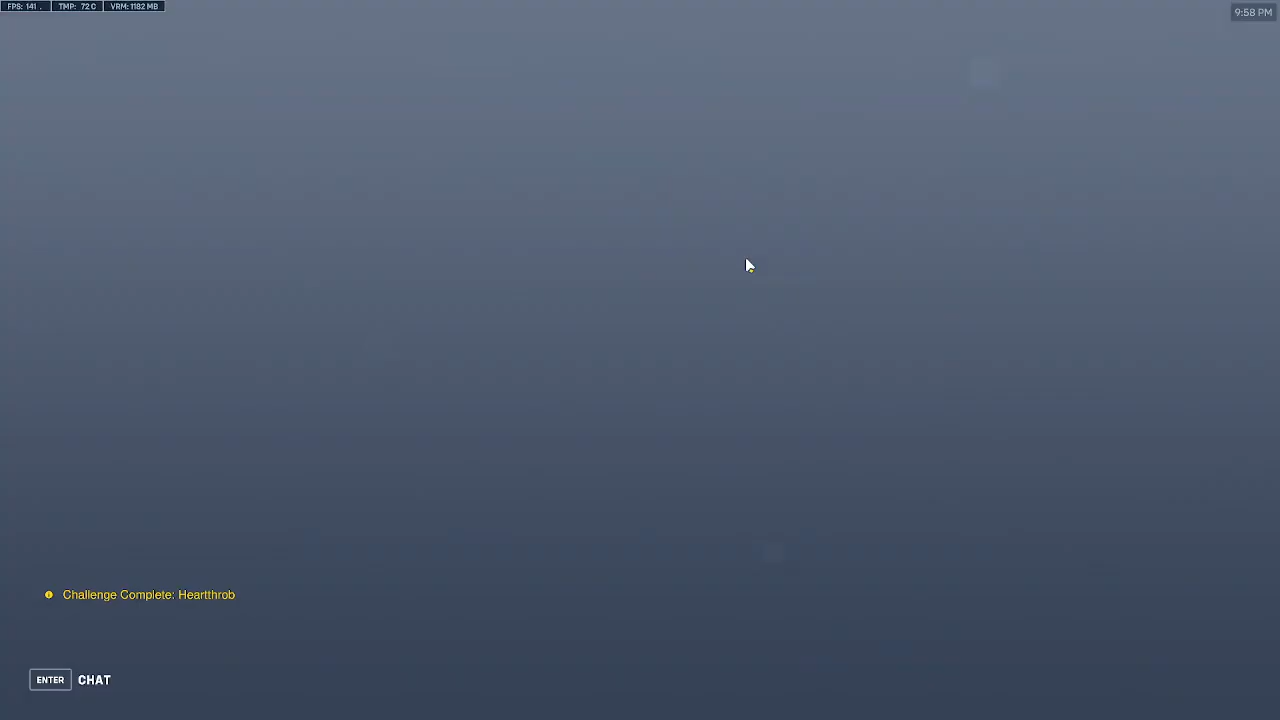 FPS: 141 . TMP: 72 C VRM: 1182 MB
9:58 PM
Challenge Complete: Heartthrob
ENTER CHAT